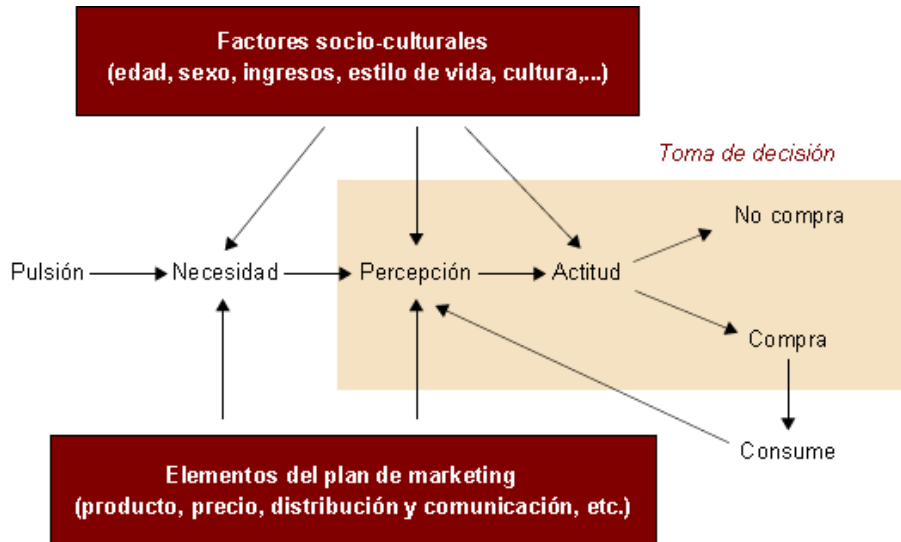 Factores socio-culturales
(edad, sexo, ingresos, estilo de vida, cultura,...)
Toma de decisión
No compra
Pulsión
Necesidad
Percepción
Actitud
Compra
Consume
Elementos del plan de marketing
(producto, precio, distribución y comunicación, etc.)